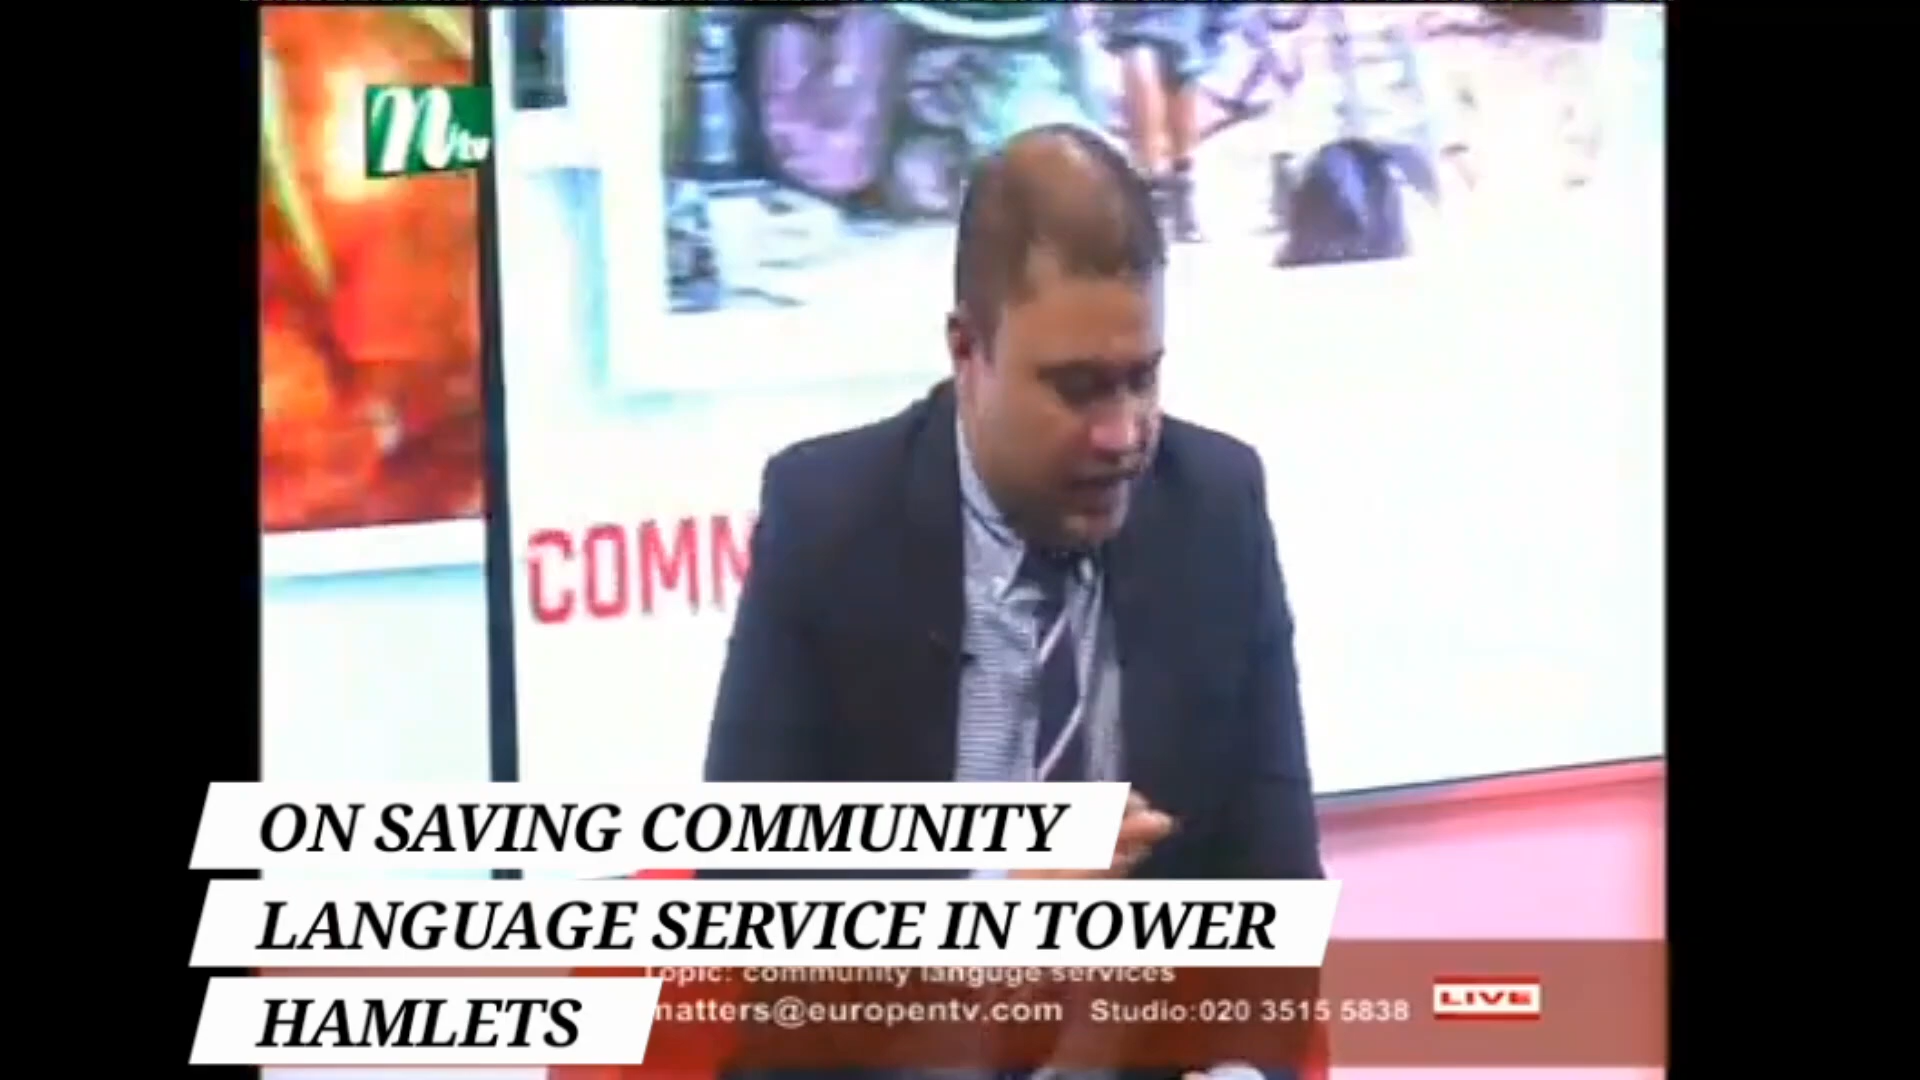 ntv
COMM
ON SAVING COMMUNITY
LANGUAGE SERVICE IN TOWER
HAMLETS
Topic: community languge services
matters@europentv.com Studio:020 3515 5838
LIVE